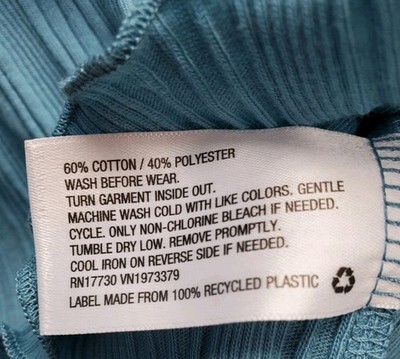 60% COTTON / 40% POLYESTER
WASH BEFORE WEAR.
TURN GARMENT INSIDE OUT.
MACHINE WASH COLD WITH LIKE COLORS. GENTLE
CYCLE. ONLY NON-CHLORINE BLEACH IF NEEDED.
TUMBLE DRY LOW. REMOVE PROMPTLY.
COOL IRON ON REVERSE SIDE IF NEEDED.
RN17730 VN1973379
LABEL MADE FROM 100% RECYCLED PLASTIC